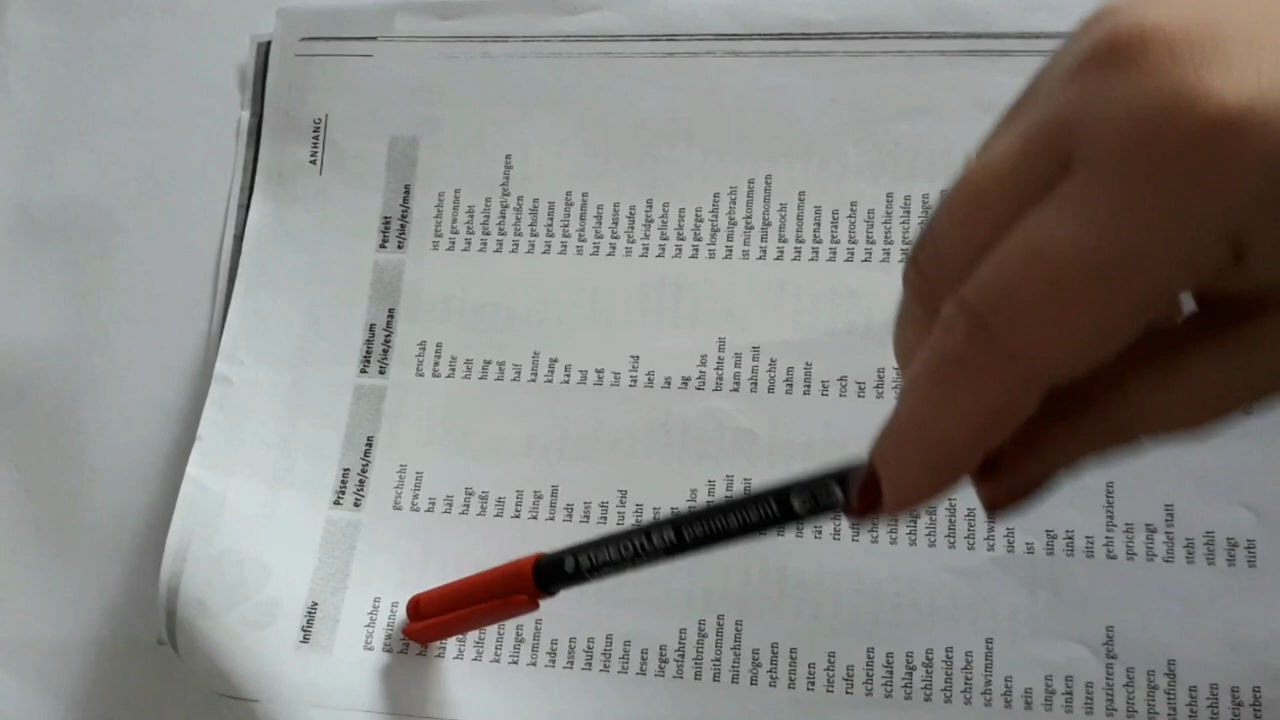 ANHANG
Infinitiv Präsens er/sie/es/man Präteritum er/sie/es/man Perfekt er/sie/es/man
geschehen geschieht geschah ist geschehen
gewinnen gewinnt gewann hat gewonnen
hat hatte hat gehabt
hält hielt hat gehalten
hängt hing hat gehängt/gehangen
heißt hieß hat geheißen
helfen hilft half hat geholfen
kennen kennt kannte hat gekannt
klingen klingt klang hat geklungen
kommen kommt kam ist gekommen
laden lädt lud hat geladen
lassen lässt ließ hat gelassen
laufen läuft lief ist gelaufen
leidtun tut leid tat leid hat leidgetan
leihen leiht lieh hat geliehen
lesen las hat gelesen
liegen lag hat gelegen
losfahren los fuhr los ist losgefahren
mitbringen mit brachte mit hat mitgebracht
mitkommen mit kam mit ist mitgekommen
mitnehmen mit nahm mit hat mitgenommen
mögen mochte hat gemocht
nehmen nahm hat genommen
nennen nannte hat genannt
raten rät riet hat geraten
riechen roch hat gerochen
rufen rief hat gerufen
scheinen schien hat geschienen
schlafen schlief hat geschlafen
schlagen
schließen schließt
schneiden schneidet
schreiben schreibt
schwimmen
sehen sieht
sein ist
singen singt
sinken sinkt
sitzen sitzt
spazieren gehen geht spazieren
sprechen spricht
springt
findet statt
steht
stiehlt
steigt
stirbt